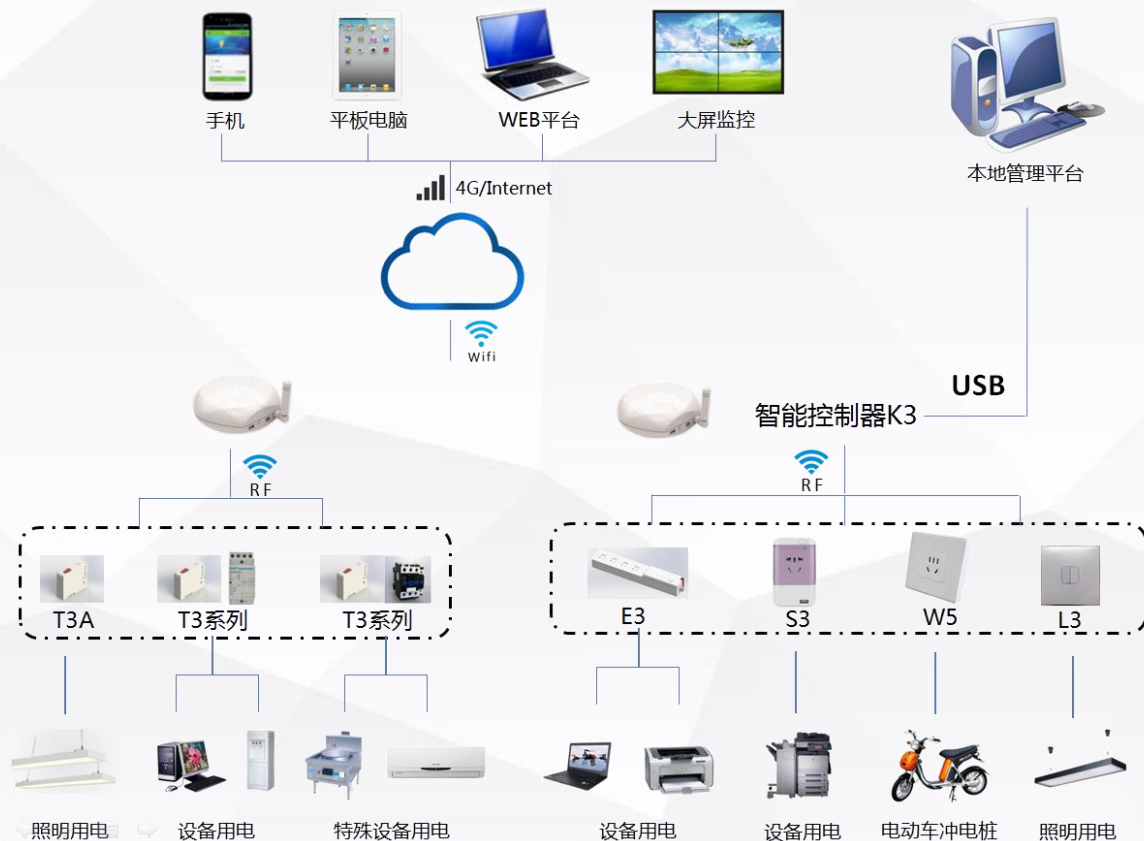 手机
平板电脑
WEB平台
大屏监控
本地管理平台
4G/Internet
Wifi
USB
智能控制器K3
RF
RF
T3A
T3系列
T3系列
E3
S3
W5
L3
照明用电
设备用电
特殊设备用电
设备用电
设备用电
电动车冲电桩
照明用电